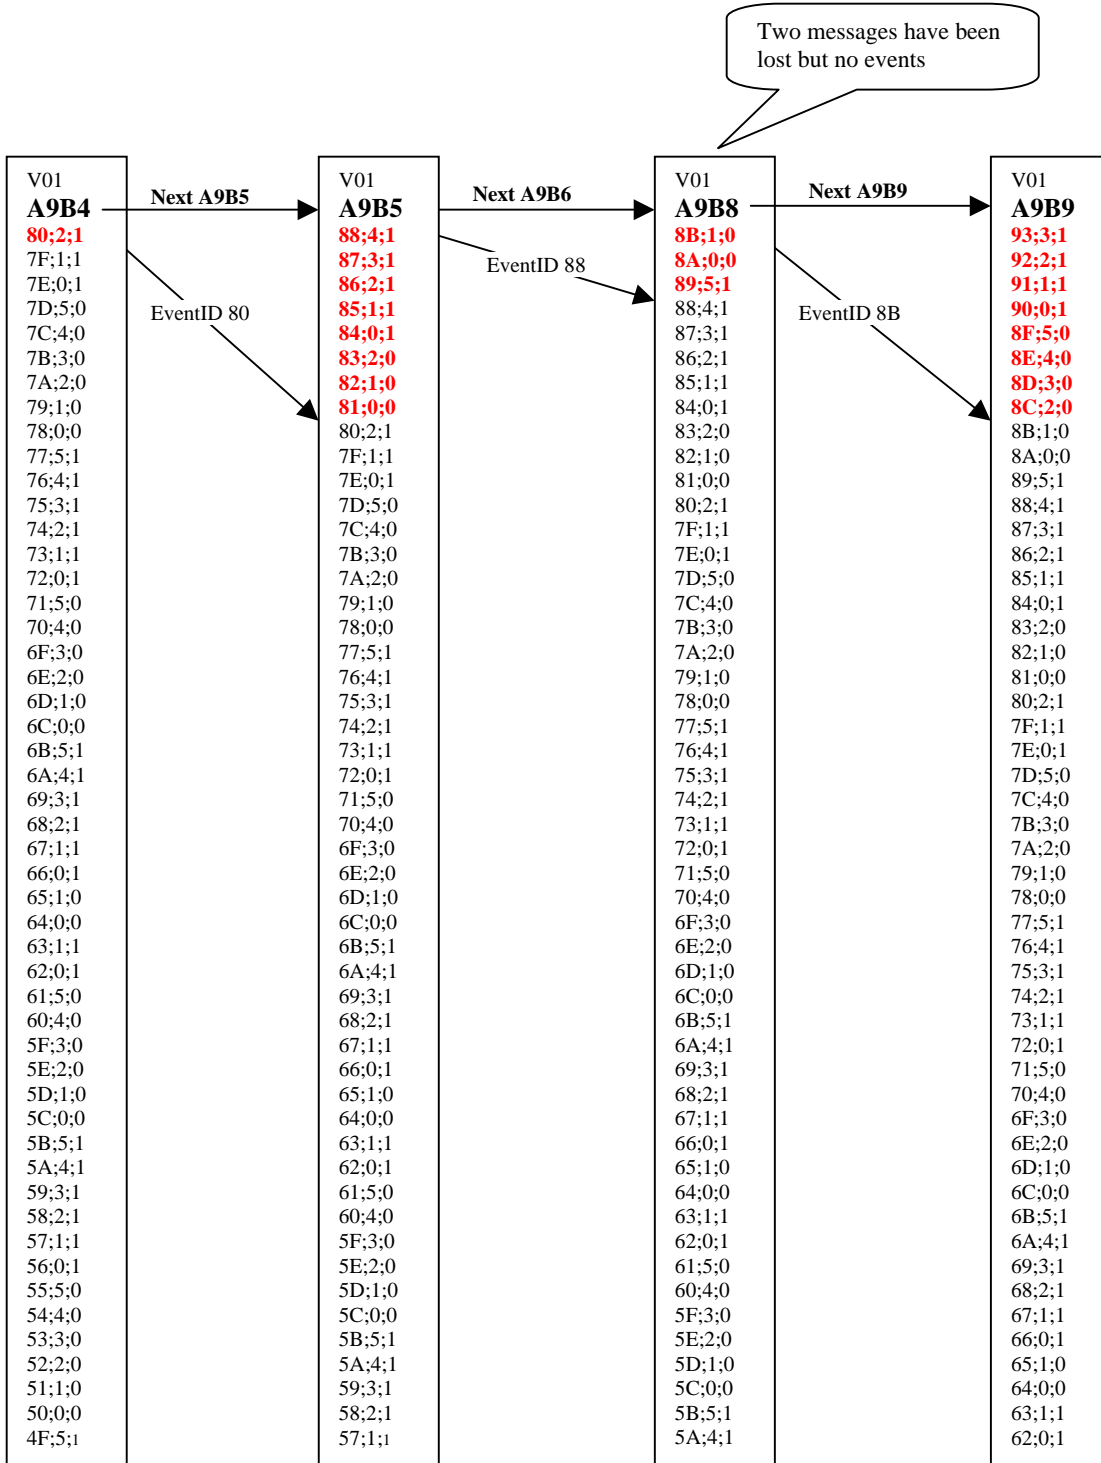 Two messages have been
lost but no events
V01
A9B4
80;2;1
7F;1;1
7E;0;1
7D;5;0
7C;4;0
7B;3;0
7A;2;0
79;1;0
78;0;0
77;5;1
76;4;1
75;3;1
74;2;1
73;1;1
72;0;1
71;5;0
70;4;0
6F;3;0
6E;2;0
6D;1;0
6C;0;0
6B;5;1
6A;4;1
69;3;1
68;2;1
67;1;1
66;0;1
65;1;0
64;0;0
63;1;1
62;0;1
61;5;0
60;4;0
5F;3;0
5E;2;0
5D;1;0
5C;0;0
5B;5;1
5A;4;1
59;3;1
58;2;1
57;1;1
56;0;1
55;5;0
54;4;0
53;3;0
52;2;0
51;1;0
50;0;0
4F;5;1
Next A9B5
EventID 80
V01
A9B5
88;4;1
87;3;1
86;2;1
85;1;1
84;0;1
83;2;0
82;1;0
81;0;0
80;2;1
7F;1;1
7E;0;1
7D;5;0
7C;4;0
7B;3;0
7A;2;0
79;1;0
78;0;0
77;5;1
76;4;1
75;3;1
74;2;1
73;1;1
72;0;1
71;5;0
70;4;0
6F;3;0
6E;2;0
6D;1;0
6C;0;0
6B;5;1
6A;4;1
69;3;1
68;2;1
67;1;1
66;0;1
65;1;0
64;0;0
63;1;1
62;0;1
61;5;0
60;4;0
5F;3;0
5E;2;0
5D;1;0
5C;0;0
5B;5;1
5A;4;1
59;3;1
58;2;1
57;1;1
Next A9B6
EventID 88
V01
A9B8
8B;1;0
8A;0;0
89;5;1
88;4;1
87;3;1
86;2;1
85;1;1
84;0;1
83;2;0
82;1;0
81;0;0
80;2;1
7F;1;1
7E;0;1
7D;5;0
7C;4;0
7B;3;0
7A;2;0
79;1;0
78;0;0
77;5;1
76;4;1
75;3;1
74;2;1
73;1;1
72;0;1
71;5;0
70;4;0
6F;3;0
6E;2;0
6D;1;0
6C;0;0
6B;5;1
6A;4;1
69;3;1
68;2;1
67;1;1
66;0;1
65;1;0
64;0;0
63;1;1
62;0;1
61;5;0
60;4;0
5F;3;0
5E;2;0
5D;1;0
5C;0;0
5B;5;1
5A;4;1
Next A9B9
EventID 8B
V01
A9B9
93;3;1
92;2;1
91;1;1
90;0;1
8F;5;0
8E;4;0
8D;3;0
8C;2;0
8B;1;0
8A;0;0
89;5;1
88;4;1
87;3;1
86;2;1
85;1;1
84;0;1
83;2;0
82;1;0
81;0;0
80;2;1
7F;1;1
7E;0;1
7D;5;0
7C;4;0
7B;3;0
7A;2;0
79;1;0
78;0;0
77;5;1
76;4;1
75;3;1
74;2;1
73;1;1
72;0;1
71;5;0
70;4;0
6F;3;0
6E;2;0
6D;1;0
6C;0;0
6B;5;1
6A;4;1
69;3;1
68;2;1
67;1;1
66;0;1
65;1;0
64;0;0
63;1;1
62;0;1